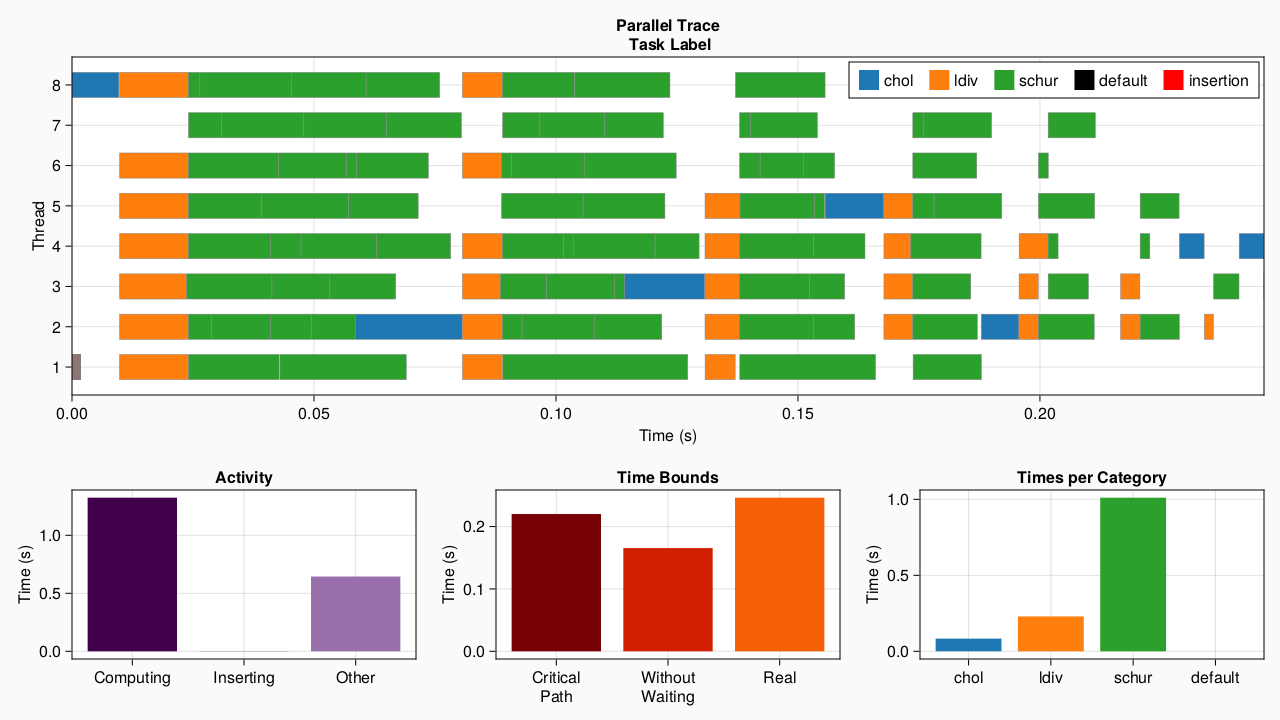 Parallel Trace
Task Label
chol ldiv schur default insertion
Thread
8
7
6
5
4
3
2
1
0.00 0.05 0.10 0.15 0.20
Time (s)
Activity
Time (s)
1.0
0.5
0.0
Computing Inserting Other
Time Bounds
Time (s)
0.2
0.1
0.0
Critical Path
Without Waiting
Real
Times per Category
Time (s)
1.0
0.5
0.0
chol ldiv schur default